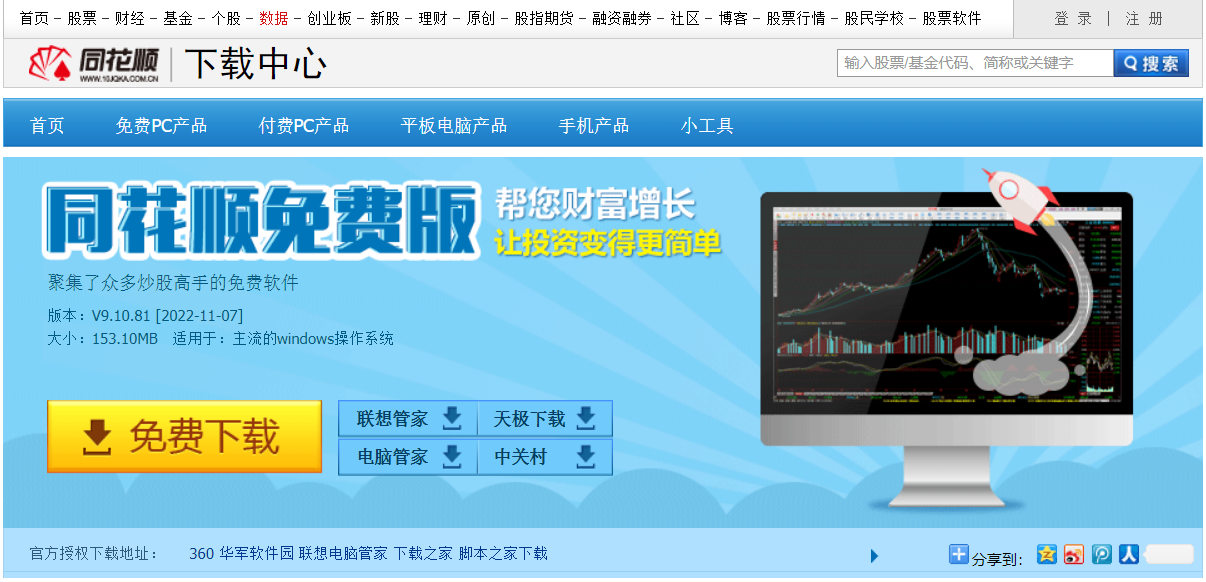 首页 – 股票 – 财经 – 基金 – 个股 – 数据 – 创业板 – 新股 – 理财 – 原创 – 股指期货 – 融资融券 – 社区 – 博客 – 股票行情 – 股民学校 – 股票软件
登 录 | 注 册
同花顺 下载中心
WWW.10JQKA.COM.CN
输入股票/基金代码、简称或关键字 搜索
首页 免费PC产品 付费PC产品 平板电脑产品 手机产品 小工具
同花顺免费版 帮您财富增长
让投资变得更简单
聚集了众多炒股高手的免费软件
版本：V9.10.81 [2022-11-07]
大小：153.10MB 适用于：主流的windows操作系统
免费下载
联想管家 天极下载
电脑管家 中关村
官方授权下载地址： 360 华军软件园 联想电脑管家 下载之家 脚本之家下载
分享到：